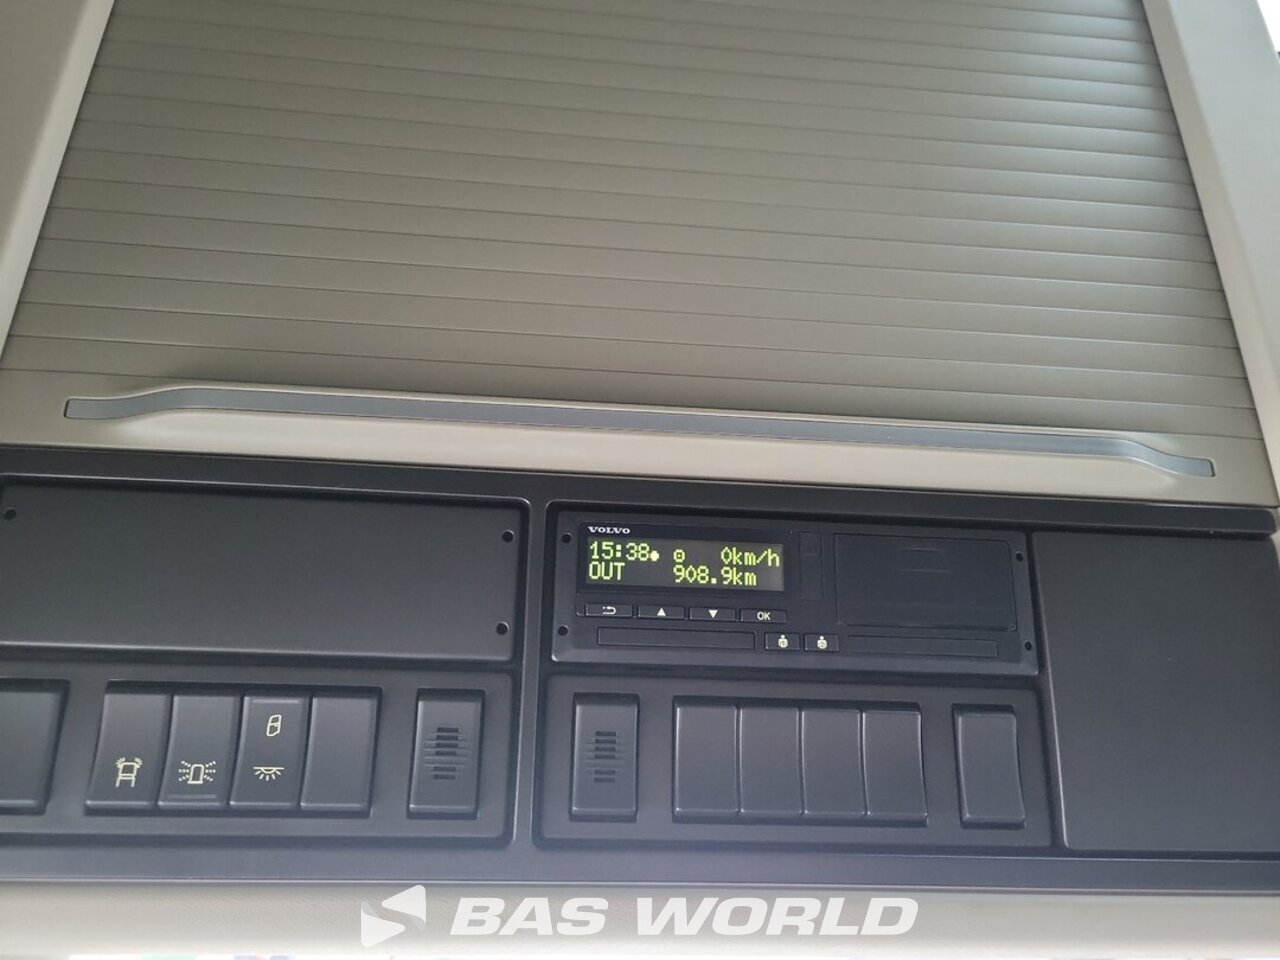 VOLVO
15:38 0km/h
OUT 908.9km
OK
BAS WORLD